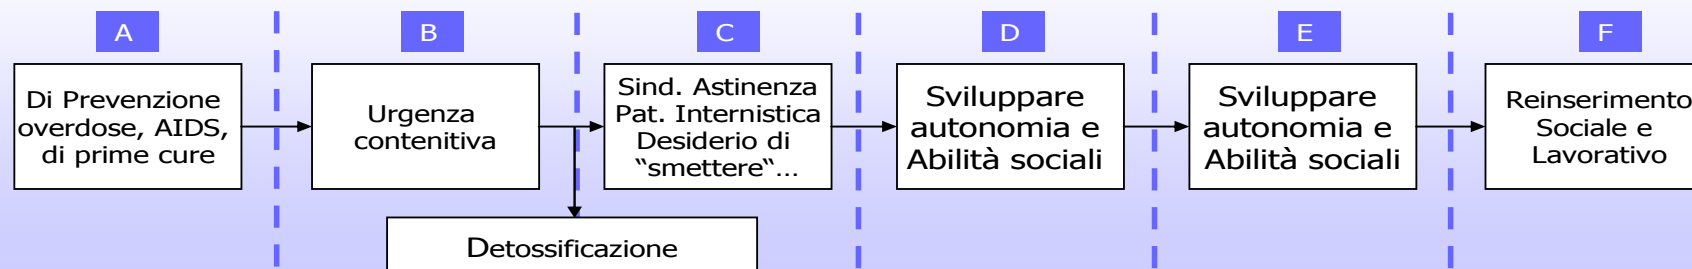 A
B
C
D
E
F
Di Prevenzione
overdose, AIDS,
di prime cure
Urgenza
contenitiva
Sind. Astinenza
Pat. Internistica
Desiderio di
“smettere“...
Sviluppare
autonomia e
Abilità sociali
Sviluppare
autonomia e
Abilità sociali
Reinserimento
Sociale e
Lavorativo
Detossificazione